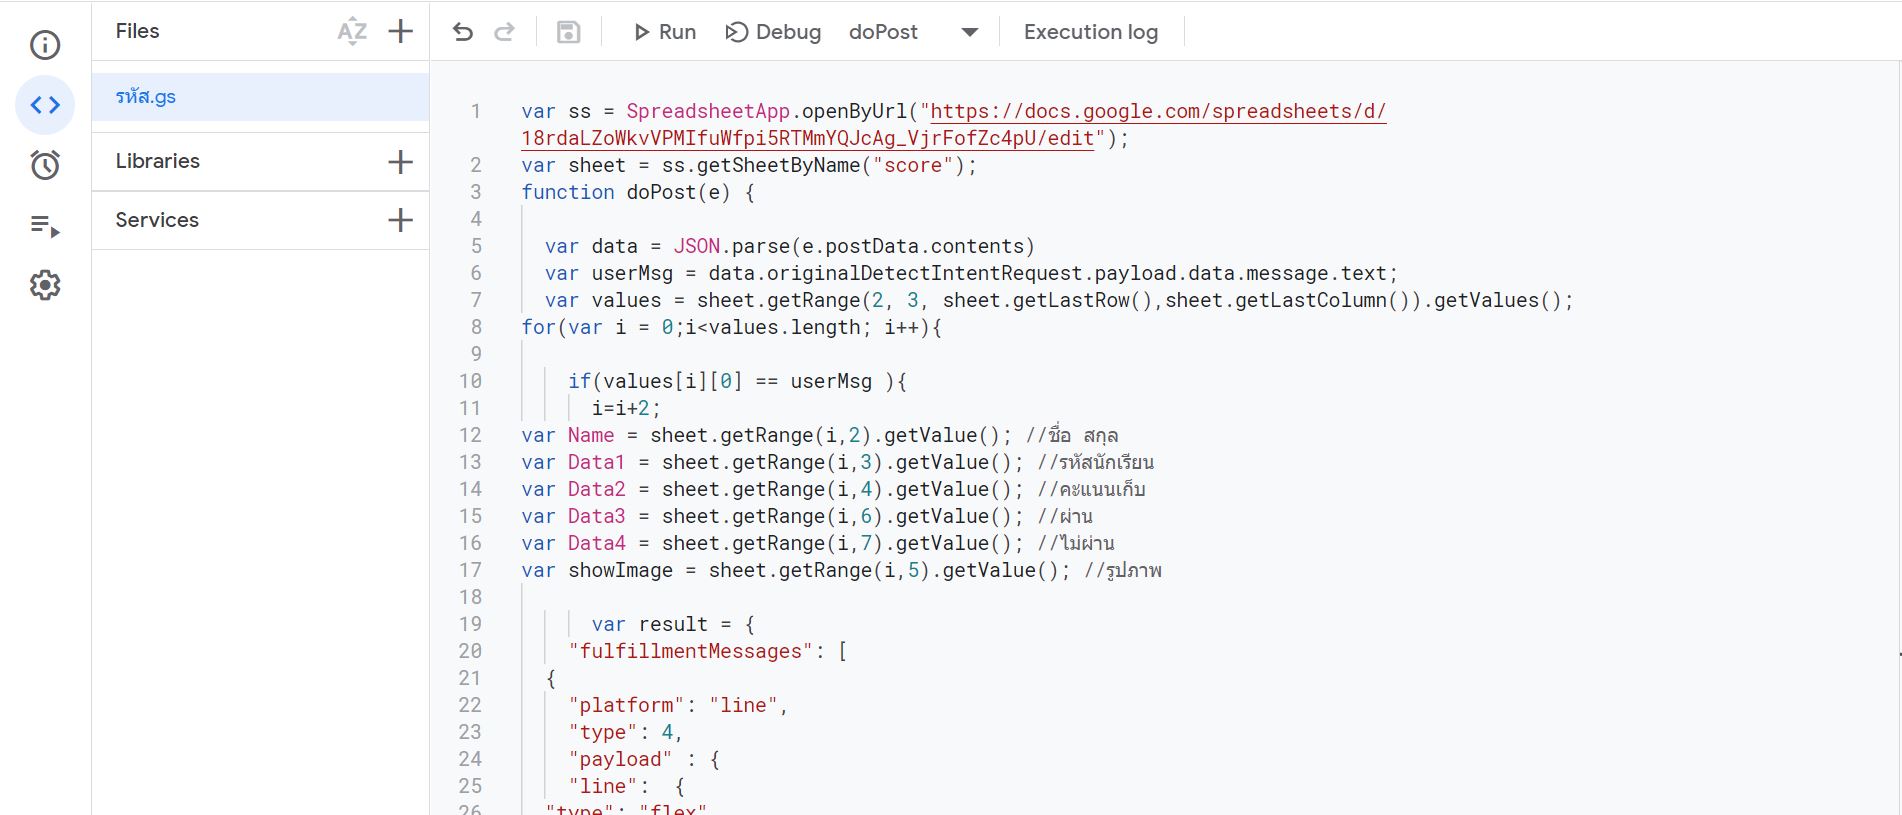 Files
AZ
Run
Debug
doPost
Execution log
รหัส.gs
Libraries
Services
1 var ss = SpreadsheetApp.openByUrl("https://docs.google.com/spreadsheets/d/
18rdaLZoWkvVPMIfuWfpi5RTMmYQJcAg_VjrFofZc4pU/edit");
2 var sheet = ss.getSheetByName("score");
3 function doPost(e) {
4
5 var data = JSON.parse(e.postData.contents)
6 var userMsg = data.originalDetectIntentRequest.payload.data.message.text;
7 var values = sheet.getRange(2, 3, sheet.getLastRow(),sheet.getLastColumn()).getValues();
8 for(var i = 0;i<values.length; i++){
9
10 if(values[i][0] == userMsg ){
11 i=i+2;
12 var Name = sheet.getRange(i,2).getValue(); //ชื่อ สกุล
13 var Data1 = sheet.getRange(i,3).getValue(); //รหัสนักเรียน
14 var Data2 = sheet.getRange(i,4).getValue(); //คะแนนเก็บ
15 var Data3 = sheet.getRange(i,6).getValue(); //ผ่าน
16 var Data4 = sheet.getRange(i,7).getValue(); //ไม่ผ่าน
17 var showImage = sheet.getRange(i,5).getValue(); //รูปภาพ
18
19 var result = {
20 "fulfillmentMessages": [
21 {
22 "platform": "line",
23 "type": 4,
24 "payload" : {
25 "line":  {
26 "type": "flex"